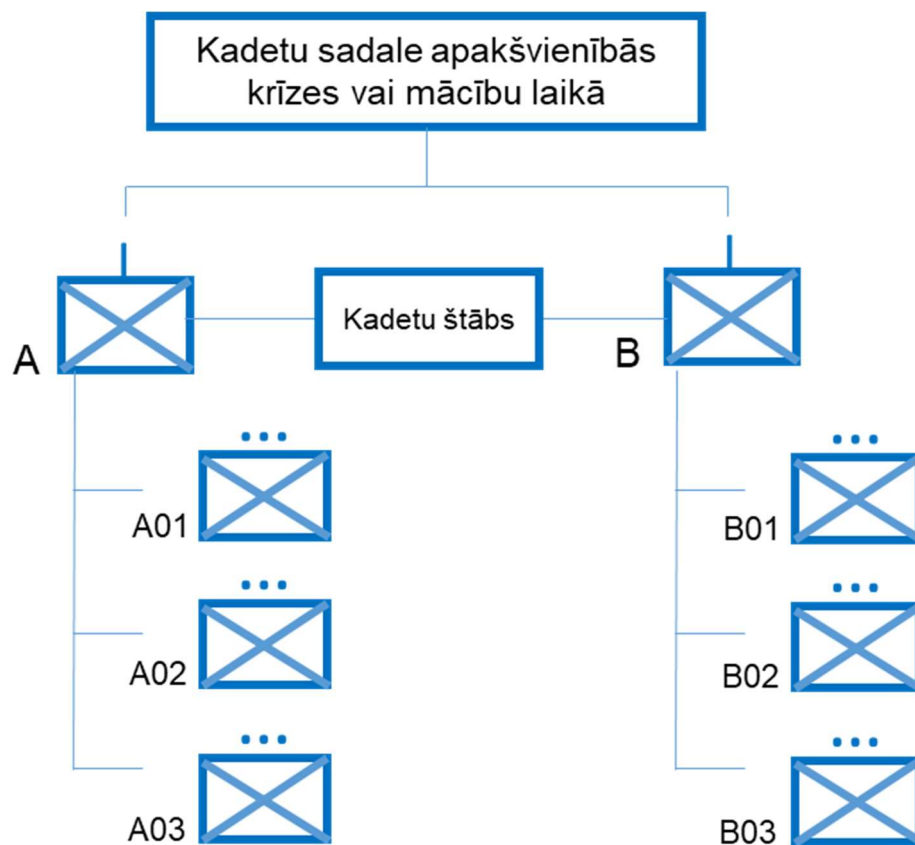 Kadetu sadale apakšvienībās
krīzes vai mācību laikā
A
Kadetu štābs
B
A01
B01
A02
B02
A03
B03